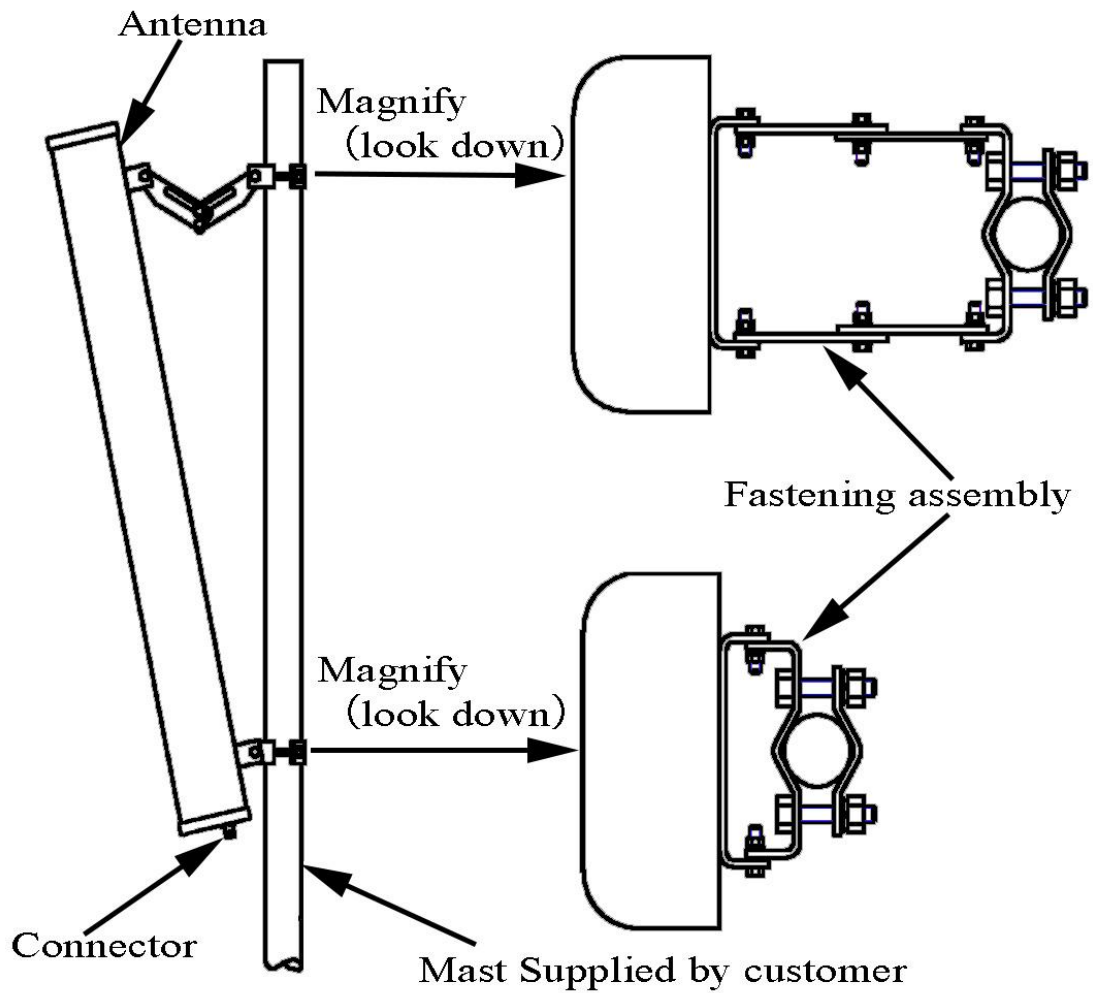 Antenna
Magnify
（look down）
Fastening assembly
Magnify
（look down）
Connector
Mast Supplied by customer